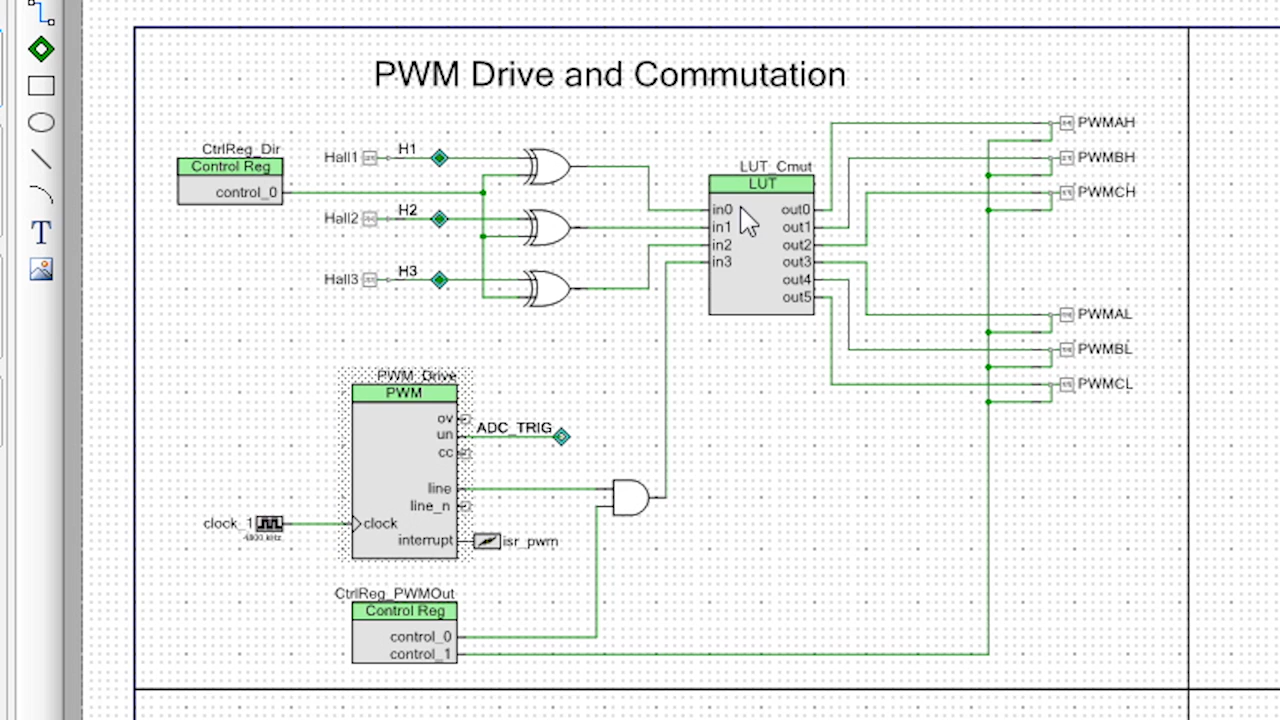 PWM Drive and Commutation
CtrlReg_Dir
Control Reg
control_0
Hall1
H1
Hall2
H2
Hall3
H3
LUT_Cmut
LUT
in0
in1
in2
in3
out0
out1
out2
out3
out4
out5
PWMAH
PWMBH
PWMCH
PWMAL
PWMBL
PWMCL
PWM_Drive
PWM
ov
un
cc
line
line_n
clock
interrupt
ADC_TRIG
clock_1
isr_pwm
CtrlReg_PWMOut
Control Reg
control_0
control_1
T